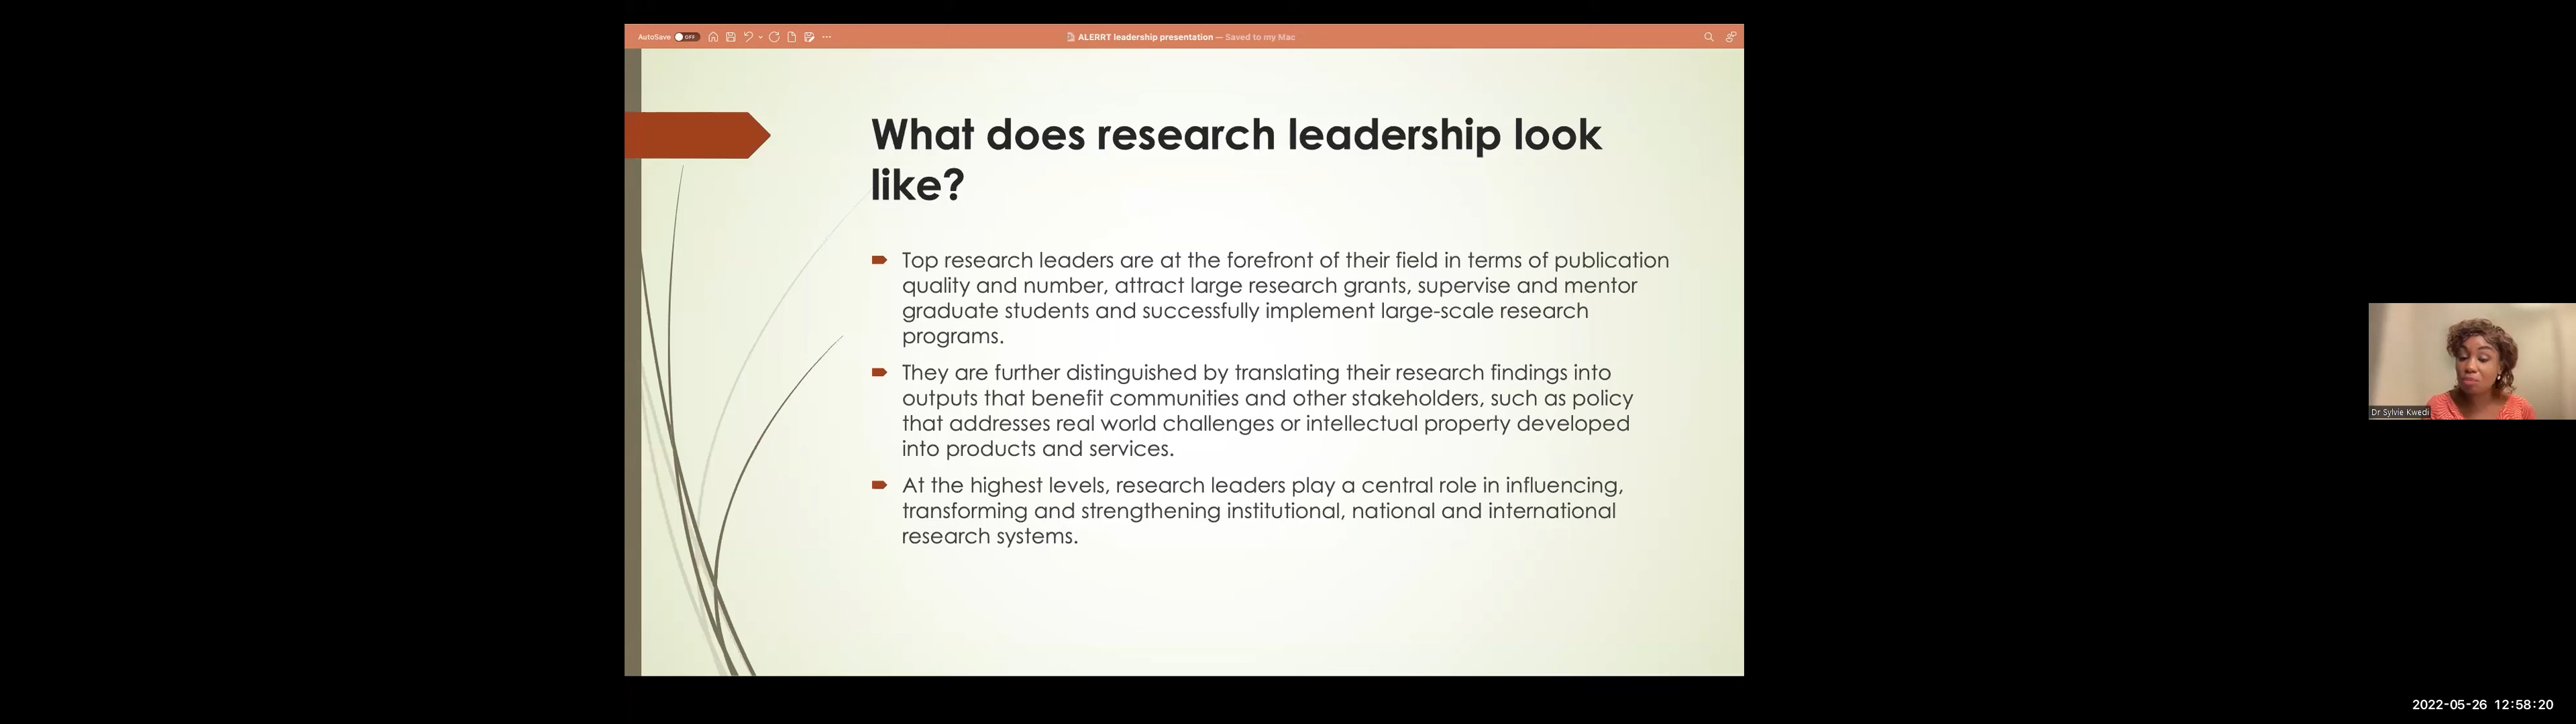 AutoSave OFF
ALERRT leadership presentation — Saved to my Mac
What does research leadership look
like?
Top research leaders are at the forefront of their field in terms of publication
quality and number, attract large research grants, supervise and mentor
graduate students and successfully implement large-scale research
programs.
They are further distinguished by translating their research findings into
outputs that benefit communities and other stakeholders, such as policy
that addresses real world challenges or intellectual property developed
into products and services.
At the highest levels, research leaders play a central role in influencing,
transforming and strengthening institutional, national and international
research systems.
Dr Sylvie Kwedi
2022-05-26 12:58:20